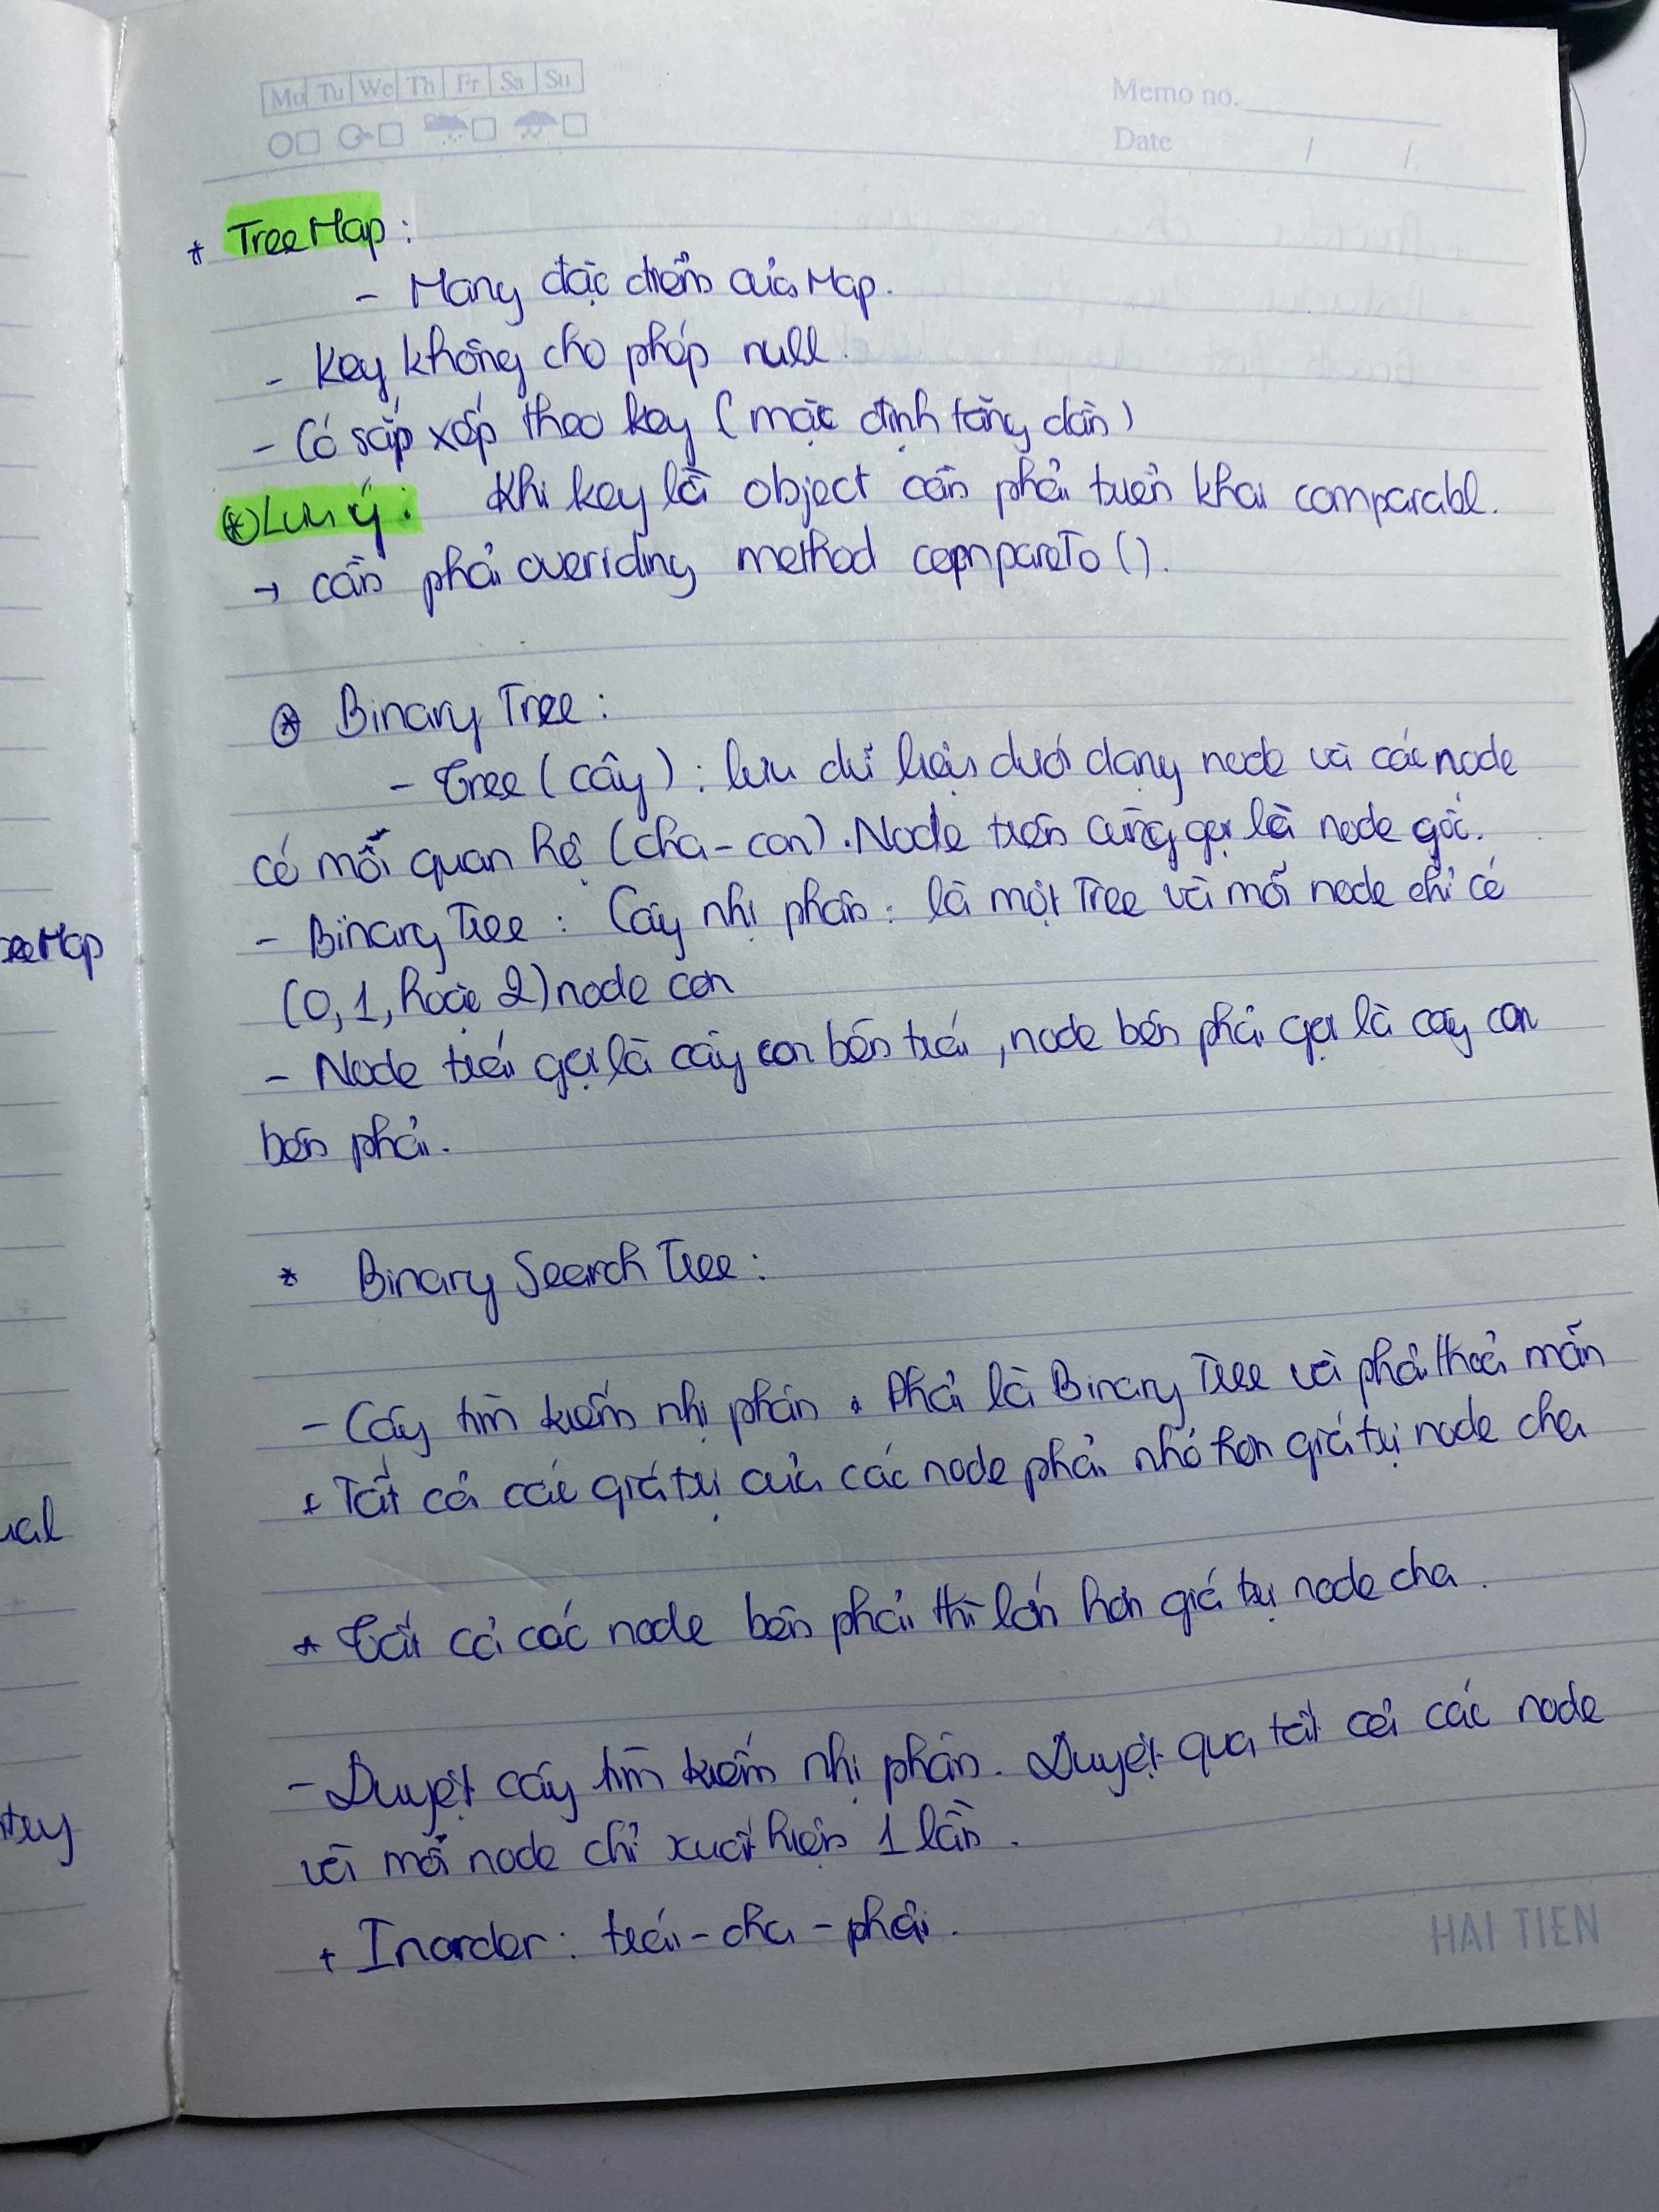 Mo Tu We Th Fr Sa Su
Memo no.
Date / /
* TreeMap :
- Mang đặc điểm của Map.
- Key không cho phép null.
- Có sắp xếp theo key (mặc định tăng dần)
* Lưu ý : Khi key là object cần phải triển khai comparabl.
→ cần phải overiding method compareTo ().
* Binary Tree :
- Tree (cây) : lưu dữ liệu dưới dạng node và các node
có mối quan hệ (cha - con). Node trên cùng gọi là node gốc.
- Binary Tree : Cây nhị phân : là một Tree và mỗi node chỉ có
(0, 1, hoặc 2) node con
- Node trái gọi là cây con bên trái, node bên phải gọi là cây con
bên phải.
* Binary Search Tree :
- Cây tìm kiếm nhị phân. Phải là Binary Tree và phải thoả mãn
+ Tất cả các giá trị của các node phải nhỏ hơn giá trị node cha
* Tất cả các node bên phải thì lớn hơn giá trị node cha.
- Duyệt cây tìm kiếm nhị phân. Duyệt qua tất cả các node
và mỗi node chỉ xuất hiện 1 lần.
+ Inorder : trái - cha - phải.
HAI TIEN
eeMap
ual
try